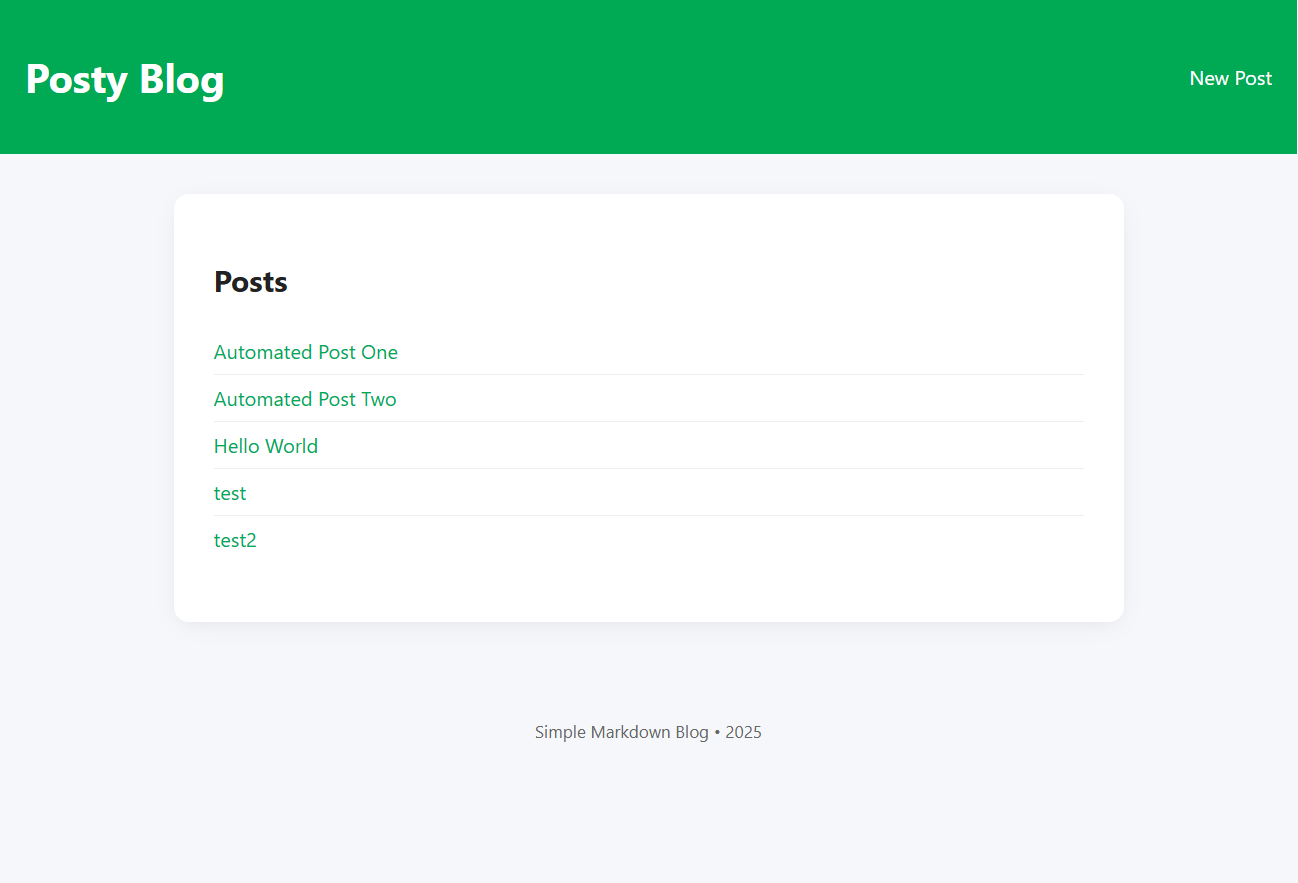 Posty Blog
New Post
Posts
Automated Post One
Automated Post Two
Hello World
test
test2
Simple Markdown Blog • 2025